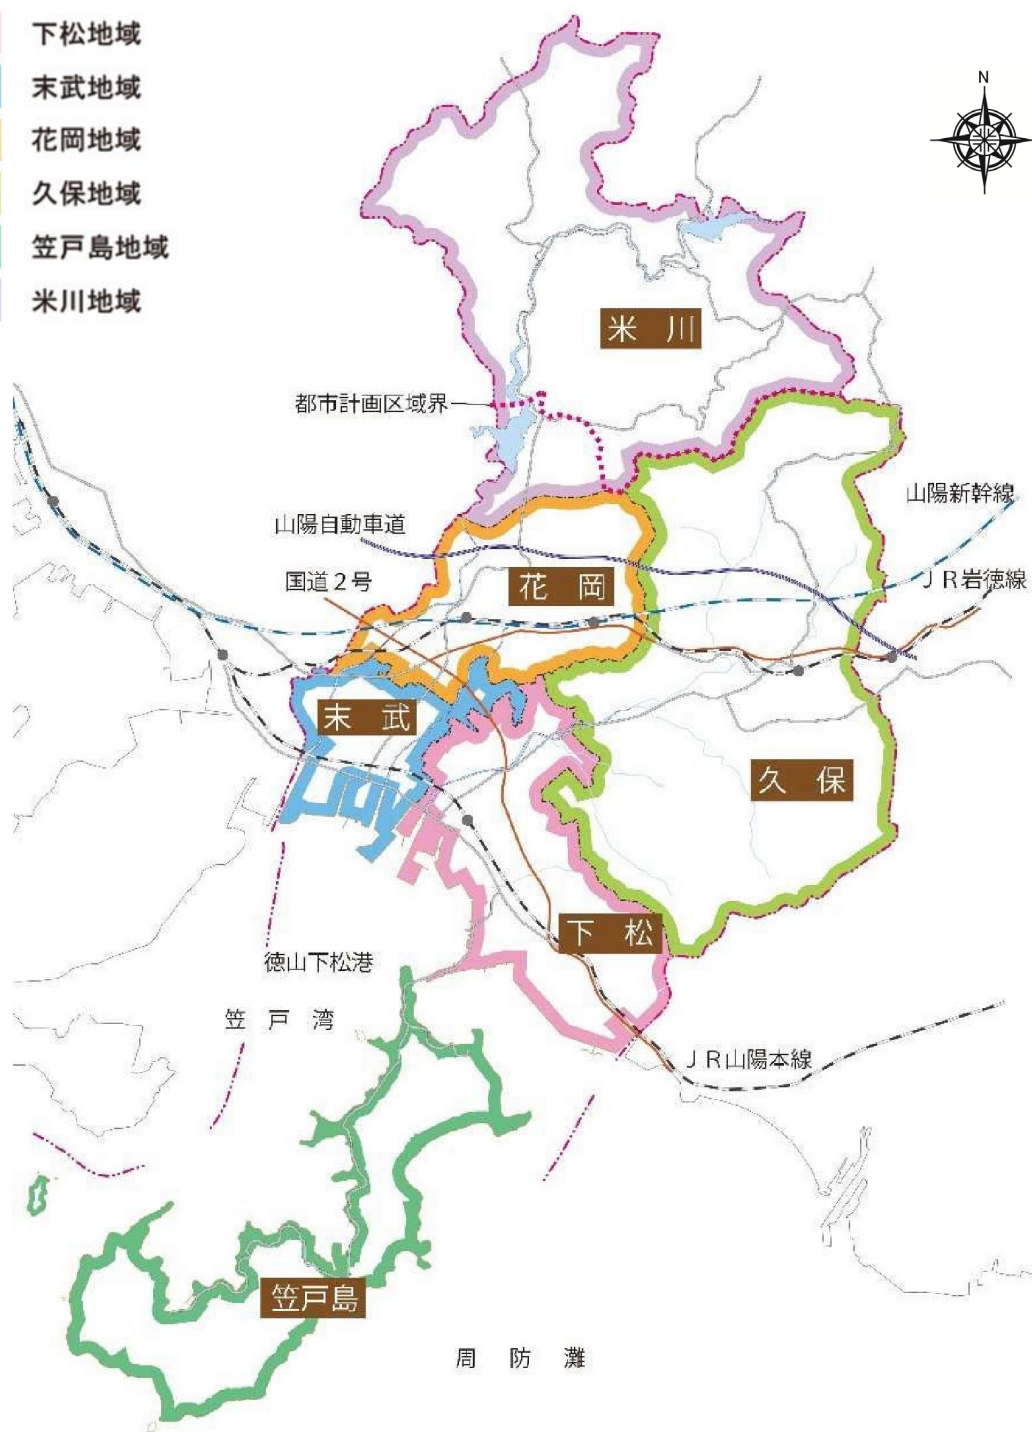 下松地域
末武地域
花岡地域
久保地域
笠戸島地域
米川地域
N
米川
都市計画区域界
山陽新幹線
山陽自動車道
国道2号
花岡
JR岩徳線
末武
久保
下松
徳山下松港
笠戸湾
JR山陽本線
笠戸島
周防灘